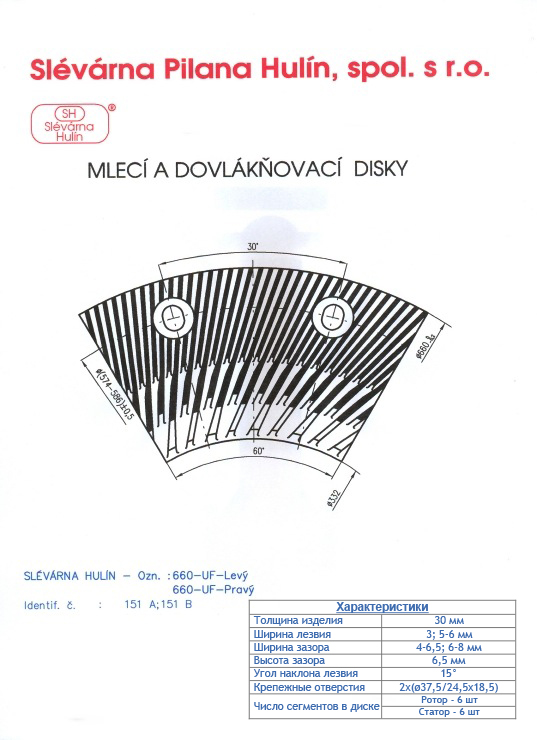 Slévárna Pilana Hulín, spol. s r.o.
SH
®
Slévárna
Hulín
MLECÍ A DOVLÁKŇOVACÍ DISKY
30°
ø(574-586)±0,5
ø660
60°
ø332
SLÉVÁRNA HULÍN – Ozn. :660-UF-Levý
660-UF-Pravý
Identif. č. : 151 A;151 B
Характеристики
Толщина изделия 30 мм
Ширина лезвия 3; 5-6 мм
Ширина зазора 4-6,5; 6-8 мм
Высота зазора 6,5 мм
Угол наклона лезвия 15°
Крепежные отверстия 2х(ø37,5/24,5х18,5)
Число сегментов в диске Ротор - 6 шт
Статор - 6 шт